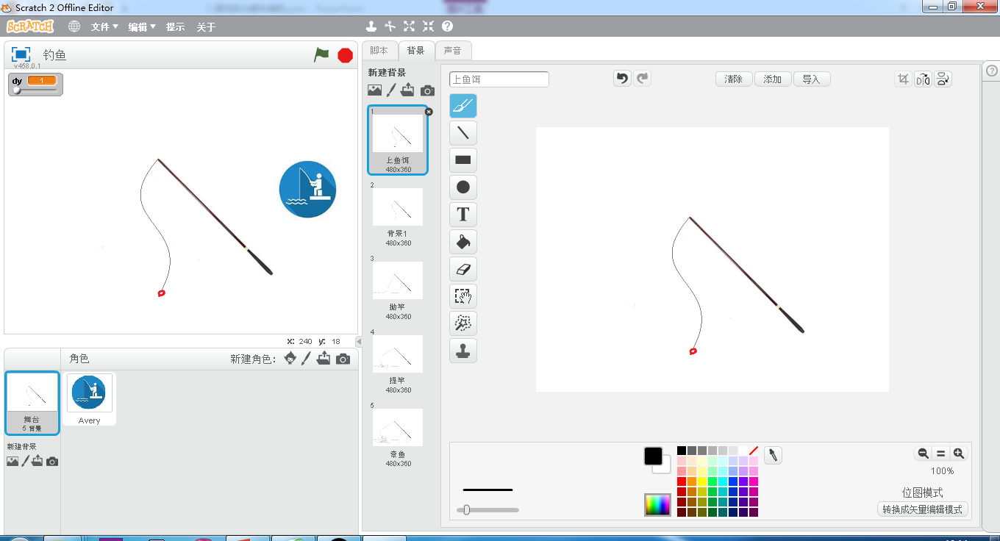 Scratch 2 Offline Editor
SCRATCH 文件 编辑 提示 关于
钓鱼
v458.0.1
dy 1
X: 240 y: 18
角色
新建角色:
舞台
5 背景
新建背景
Avery
脚本 背景 声音
新建背景
1
上鱼饵
480x360
2
背景1
480x360
3
抛竿
480x360
4
提竿
480x360
5
480x360
上鱼饵
清除 添加 导入
T
100%
位图模式
转换成矢量编辑模式